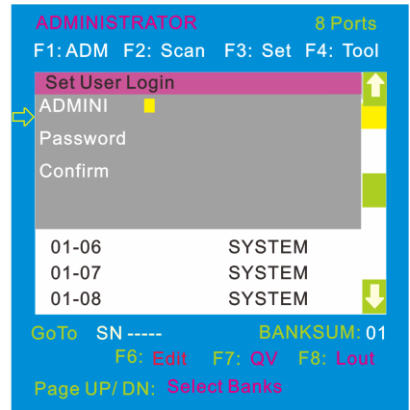 ADMINISTRATOR 8 Ports
F1: ADM F2: Scan F3: Set F4: Tool
Set User Login
ADMINI
Password
Confirm
01-06 SYSTEM
01-07 SYSTEM
01-08 SYSTEM
GoTo SN ----- BANKSUM: 01
F6: Edit F7: QV F8: Lout
Page UP/ DN: Select Banks